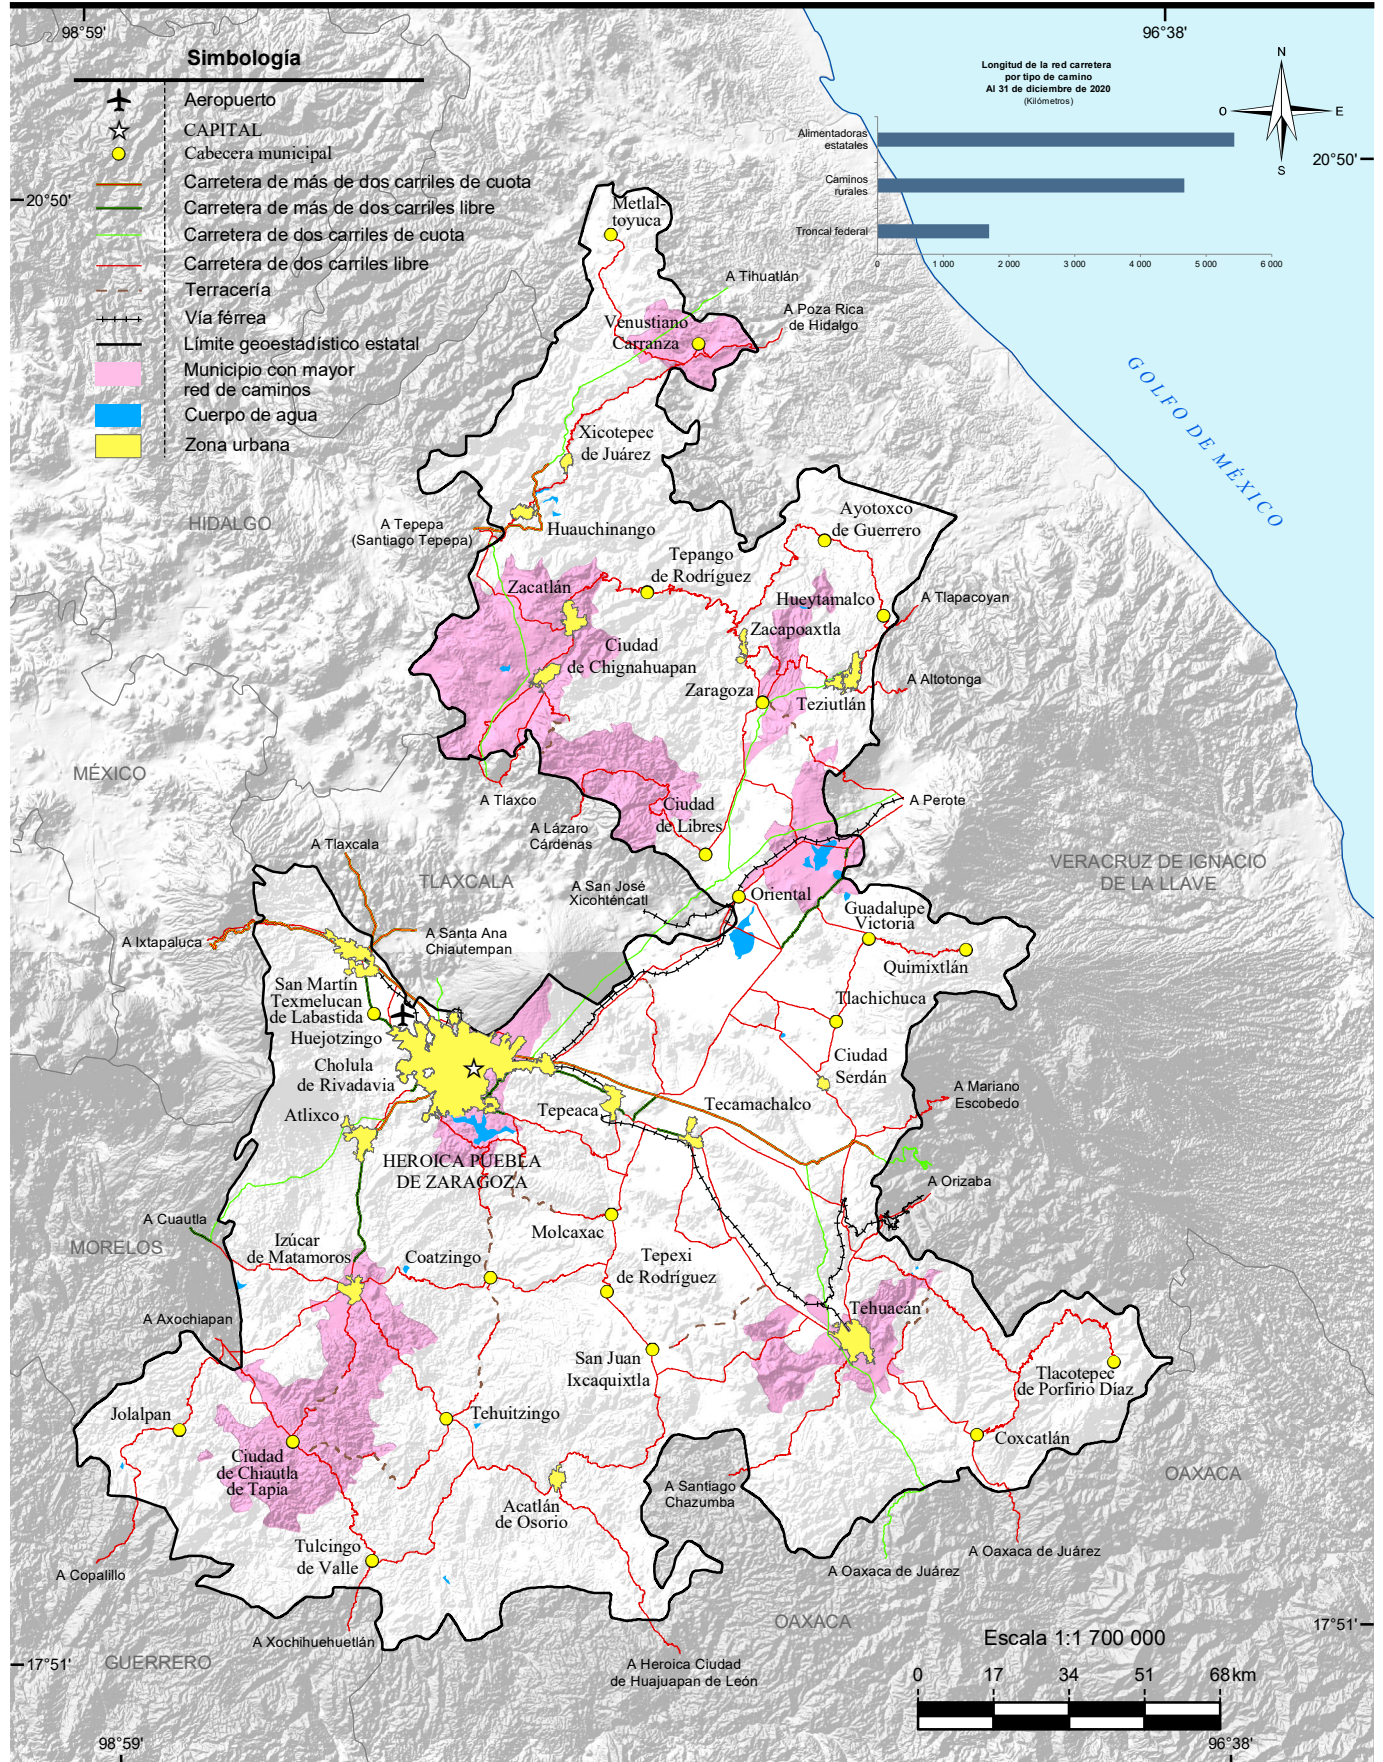 98°59'
96°38'
Simbología
Aeropuerto
CAPITAL
Cabecera municipal
Carretera de más de dos carriles de cuota
Carretera de más de dos carriles libre
Carretera de dos carriles de cuota
Carretera de dos carriles libre
Terracería
Vía férrea
Límite geoestadístico estatal
Municipio con mayor
red de caminos
Cuerpo de agua
Zona urbana
20°50'
20°50'
Longitud de la red carretera
por tipo de camino
Al 31 de diciembre de 2020
(Kilómetros)
Alimentadoras
estatales
Caminos
rurales
Troncal federal
0
1 000
2 000
3 000
4 000
5 000
6 000
N
O
E
S
Metlal-
toyuca
A Tihuatlán
A Poza Rica
de Hidalgo
Venustiano
Carranza
GOLFO DE MÉXICO
Xicotepec
de Juárez
HIDALGO
A Tepepa
(Santiago Tepepa)
Huauchinango
Ayotoxco
de Guerrero
Tepango
de Rodríguez
Zacatlán
Hueytamalco
A Tlapacoyan
Zacapoaxtla
Ciudad
de Chignahuapan
A Altotonga
Zaragoza
Teziutlán
MÉXICO
A Tlaxco
A Lázaro
Cárdenas
Ciudad
de Libres
A Perote
A Tlaxcala
TLAXCALA
A San José
Xicohténcatl
Oriental
VERACRUZ DE IGNACIO
DE LA LLAVE
Guadalupe
Victoria
A Ixtapaluca
A Santa Ana
Chiautempan
Quimixtlán
San Martín
Texmelucan
de Labastida
Tlachichuca
Huejotzingo
Cholula
de Rivadavia
Ciudad
Serdán
A Mariano
Escobedo
Atlixco
Tepeaca
Tecamachalco
HEROICA PUEBLA
DE ZARAGOZA
A Orizaba
A Cuautla
MORELOS
Izúcar
de Matamoros
Coatzingo
Molcaxac
Tepexi
de Rodríguez
A Axochiapan
Tehuacán
San Juan
Ixcaquixtla
Tlacotepec
de Porfirio Díaz
Jolalpan
Tehuitzingo
Coxcatlán
Ciudad
de Chiautla
de Tapia
OAXACA
A Santiago
Chazumba
Acatlán
de Osorio
Tulcingo
de Valle
A Copalillo
A Oaxaca de Juárez
A Oaxaca de Juárez
OAXACA
A Xochihuehuetlán
GUERRERO
A Heroica Ciudad
de Huajuapan de León
17°51'
17°51'
Escala 1:1 700 000
0
17
34
51
68 km
98°59'
96°38'